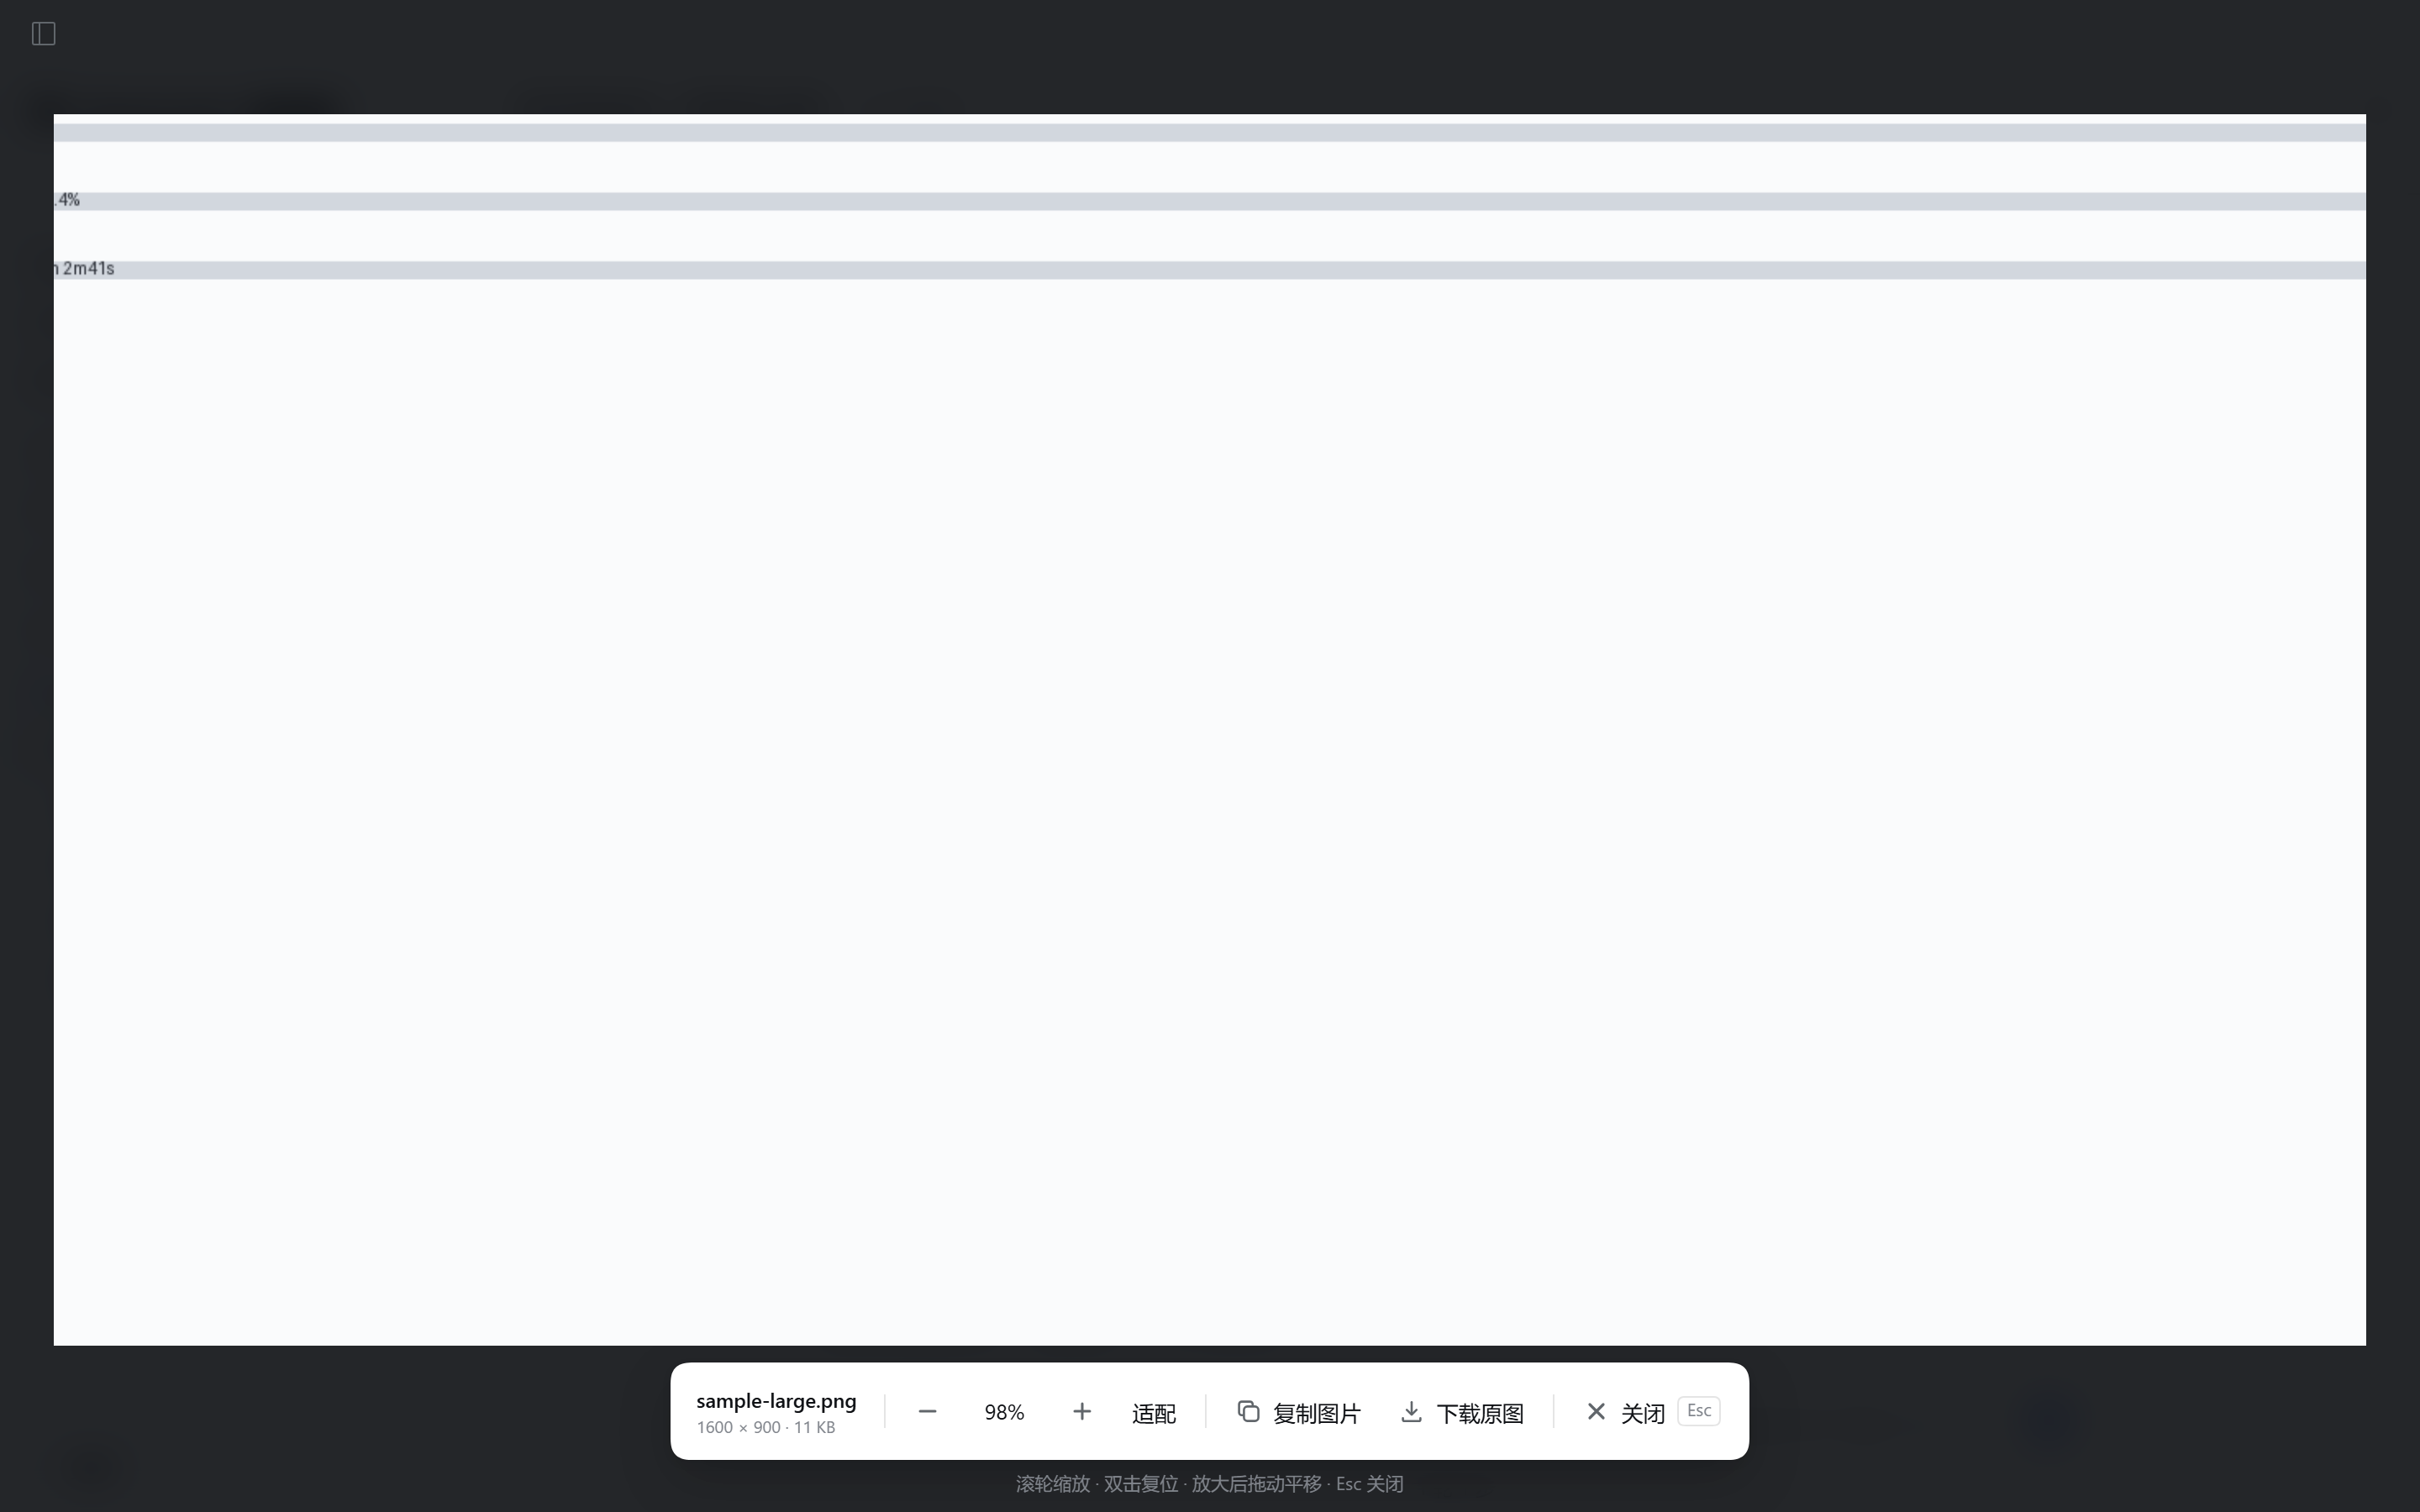 .4%
n 2m41s
sample-large.png
1600 × 900 · 11 KB
98%
适配
复制图片
下载原图
关闭
Esc
滚轮缩放 · 双击复位 · 放大后拖动平移 · Esc 关闭